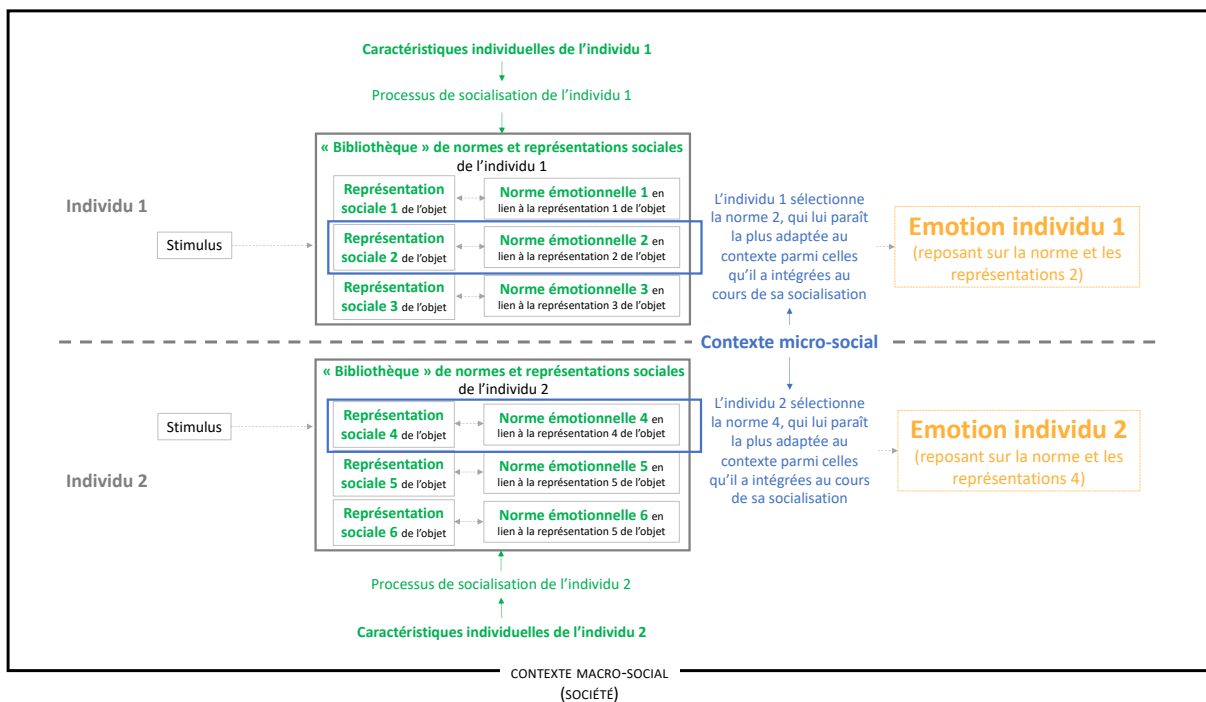 Caractéristiques individuelles de l’individu 1
Processus de socialisation de l’individu 1
« Bibliothèque » de normes et représentations sociales
de l’individu 1
Individu 1
Stimulus
Représentation
sociale 1 de l’objet
Norme émotionnelle 1 en
lien à la représentation 1 de l’objet
Représentation
sociale 2 de l’objet
Norme émotionnelle 2 en
lien à la représentation 2 de l’objet
Représentation
sociale 3 de l’objet
Norme émotionnelle 3 en
lien à la représentation 3 de l’objet
L’individu 1 sélectionne
la norme 2, qui lui paraît
la plus adaptée au
contexte parmi celles
qu’il a intégrées au
cours de sa socialisation
Emotion individu 1
(reposant sur la norme et les
représentations 2)
Contexte micro-social
« Bibliothèque » de normes et représentations sociales
de l’individu 2
Stimulus
Individu 2
Représentation
sociale 4 de l’objet
Norme émotionnelle 4 en
lien à la représentation 4 de l’objet
Représentation
sociale 5 de l’objet
Norme émotionnelle 5 en
lien à la représentation 5 de l’objet
Représentation
sociale 6 de l’objet
Norme émotionnelle 6 en
lien à la représentation 5 de l’objet
L’individu 2 sélectionne
la norme 4, qui lui paraît
la plus adaptée au
contexte parmi celles
qu’il a intégrées au cours
de sa socialisation
Emotion individu 2
(reposant sur la norme et les
représentations 4)
Processus de socialisation de l’individu 2
Caractéristiques individuelles de l’individu 2
CONTEXTE MACRO-SOCIAL
(SOCIÉTÉ)